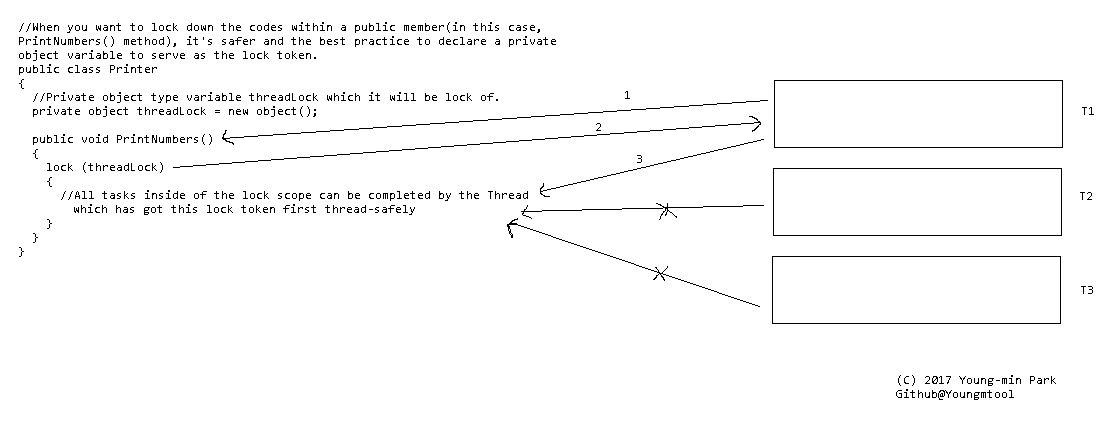 //When you want to lock down the codes within a public member(in this case,
PrintNumbers() method), it's safer and the best practice to declare a private
object variable to serve as the lock token.
public class Printer
{
  //Private object type variable threadLock which it will be lock of.
  private object threadLock = new object();
  public void PrintNumbers()
  {
    lock (threadLock)
    {
      //All tasks inside of the lock scope can be completed by the Thread
        which has got this lock token first thread-safely
    }
  }
}
1
2
3
T1
T2
T3
(C) 2017 Young-min Park
Github@Youngmtool